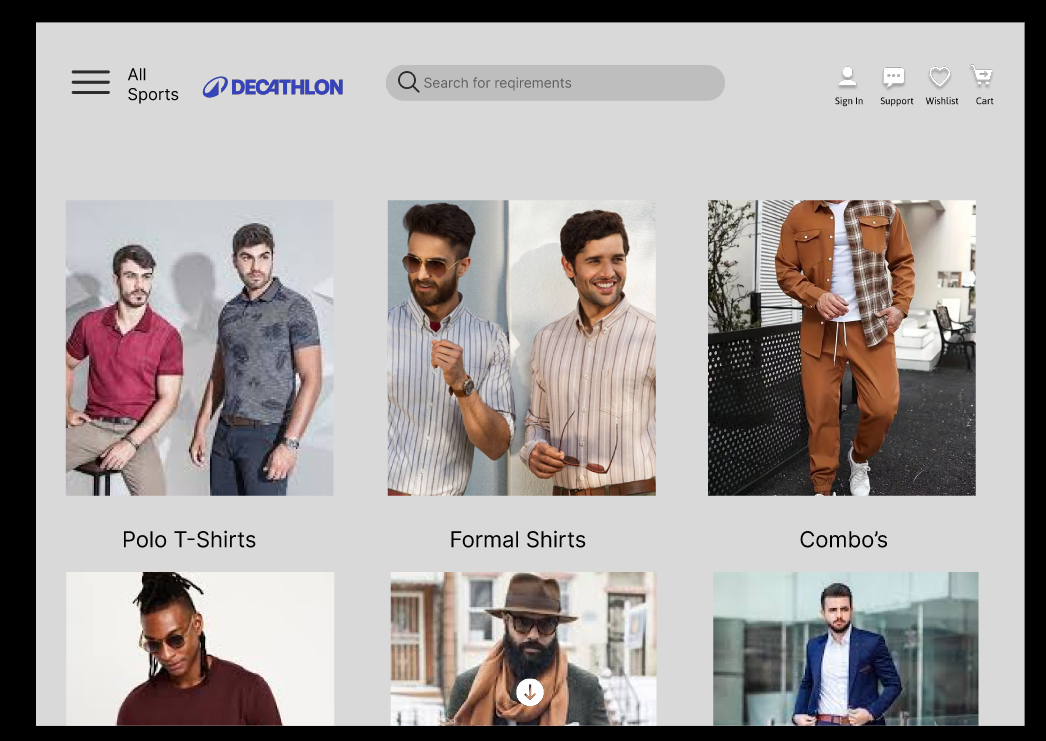 All
Sports
DECATHLON
Search for reqirements
Sign In
Support
Wishlist
Cart
Polo T-Shirts
Formal Shirts
Combo's